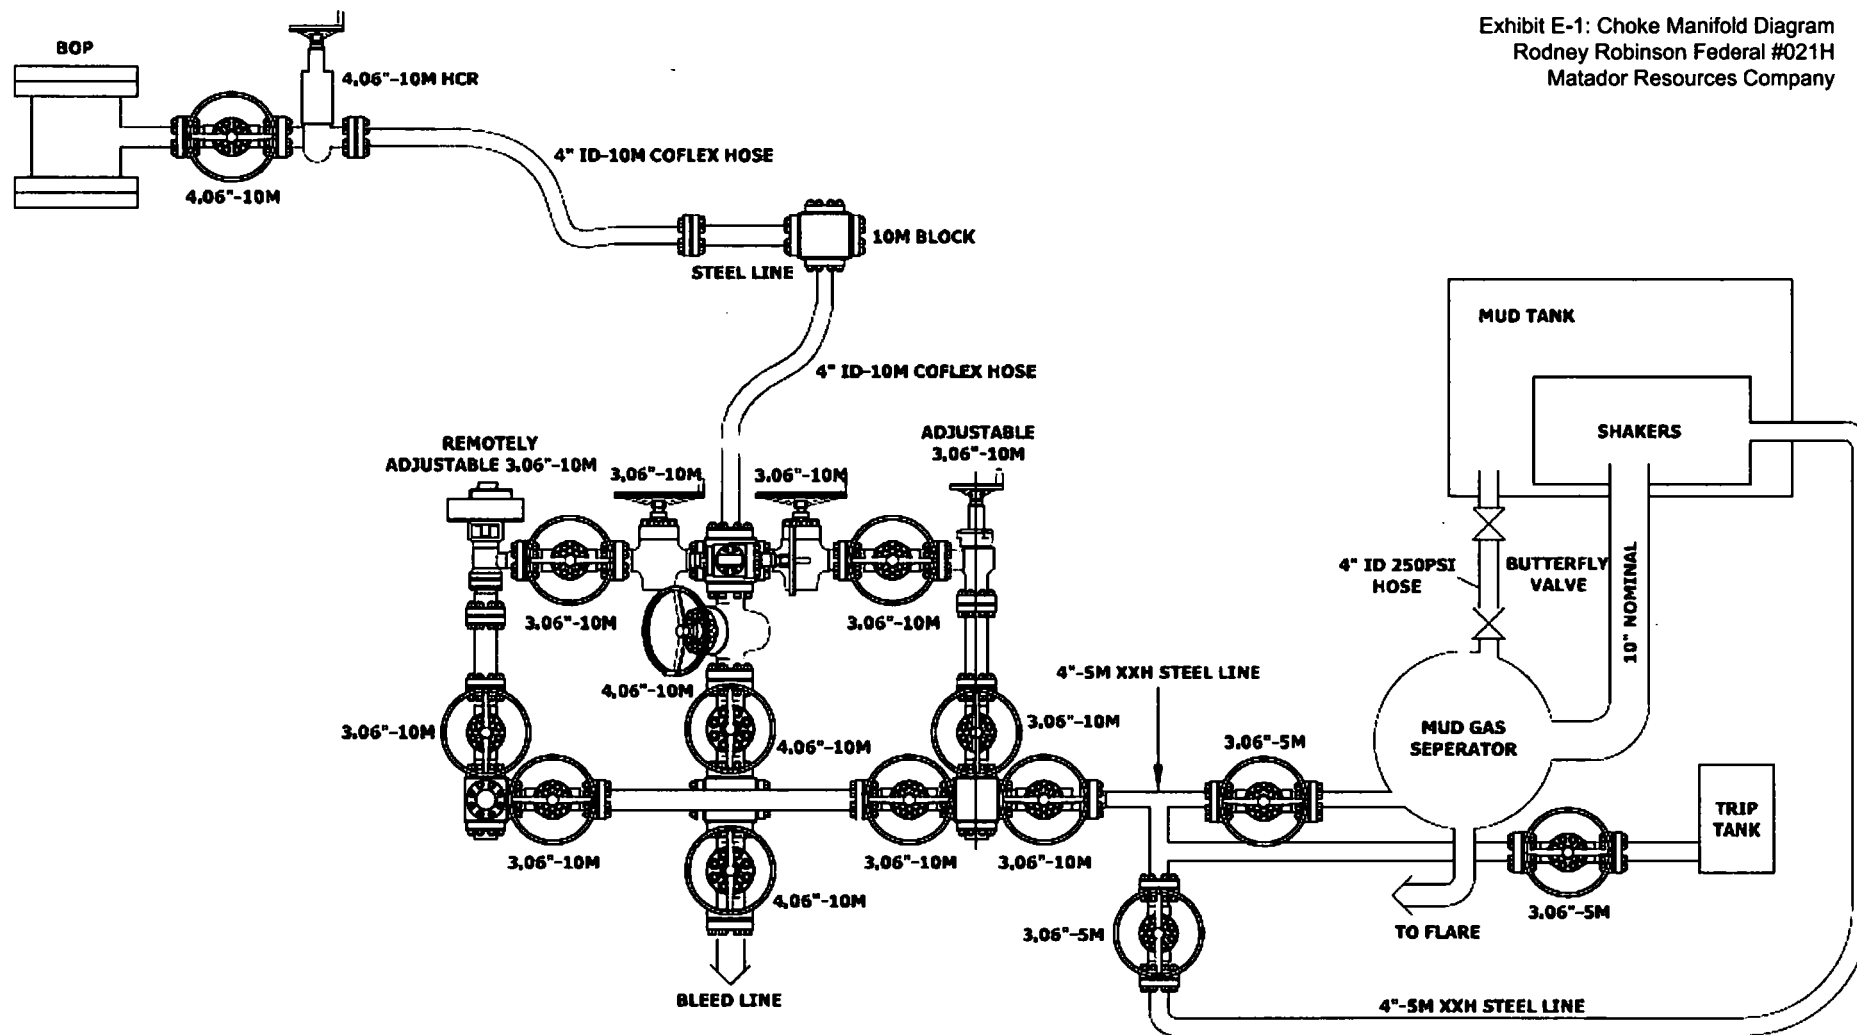 Exhibit E-1: Choke Manifold Diagram
Rodney Robinson Federal #021H
Matador Resources Company
BOP
4.06"-10M HCR
4" ID-10M COFLEX HOSE
4.06"-10M
10M BLOCK
STEEL LINE
MUD TANK
4" ID-10M COFLEX HOSE
SHAKERS
REMOTELY
ADJUSTABLE 3.06"-10M
3.06"-10M
3.06"-10M
ADJUSTABLE
3.06"-10M
4" ID 250PSI
HOSE
BUTTERFLY
VALVE
10" NOMINAL
3.06"-10M
3.06"-10M
4.06"-10M
4"-5M XXH STEEL LINE
3.06"-10M
4.06"-10M
3.06"-10M
3.06"-5M
MUD GAS
SEPERATOR
TRIP
TANK
3.06"-10M
3.06"-10M
3.06"-10M
4.06"-10M
3.06"-5M
3.06"-5M
TO FLARE
BLEED LINE
4"-5M XXH STEEL LINE